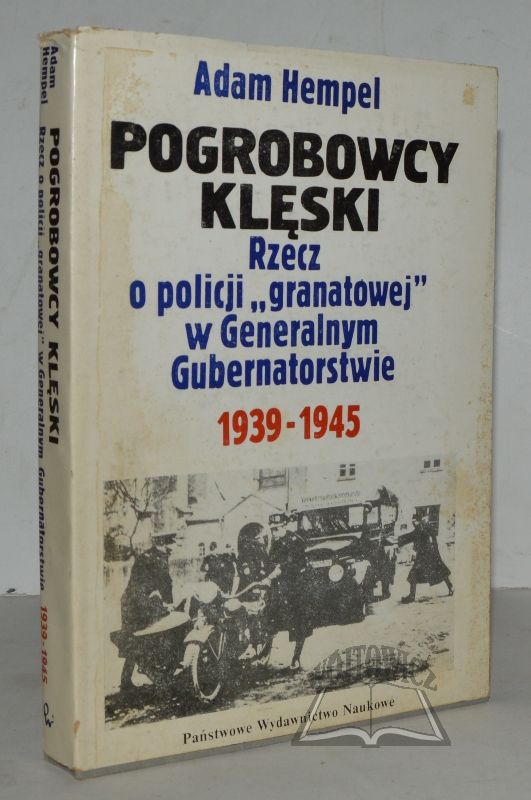 Adam Hempel
POGROBOWCY
KLĘSKI
Rzecz
o policji „granatowej”
w Generalnym
Gubernatorstwie
1939-1945
Państwowe Wydawnictwo Naukowe
WÓJTOWICZ
Adam
Hempel
POGROBOWCY KLĘSKI
Rzecz o policji „granatowej” w Generalnym Gubernatorstwie 1939-1945